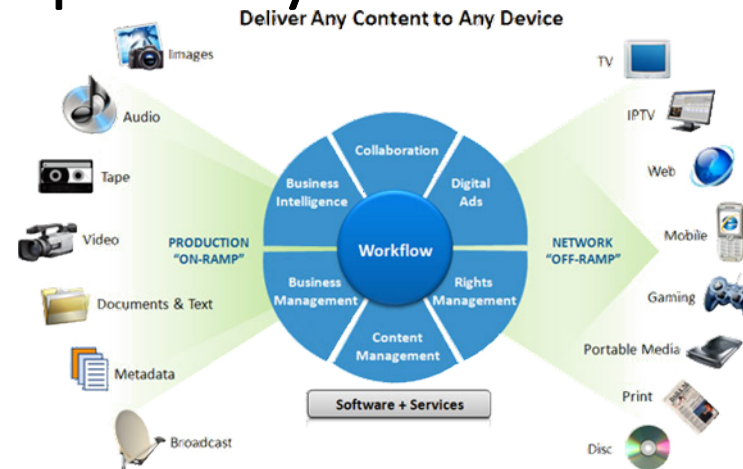 Deliver Any Content to Any Device
Images
Audio
Tape
Video
Documents & Text
Metadata
Broadcast
PRODUCTION
"ON-RAMP"
Collaboration
Business
Intelligence
Digital
Ads
Workflow
Business
Management
Rights
Management
Content
Management
Software + Services
NETWORK
"OFF-RAMP"
TV
IPTV
Web
Mobile
Gaming
Portable Media
Print
Disc